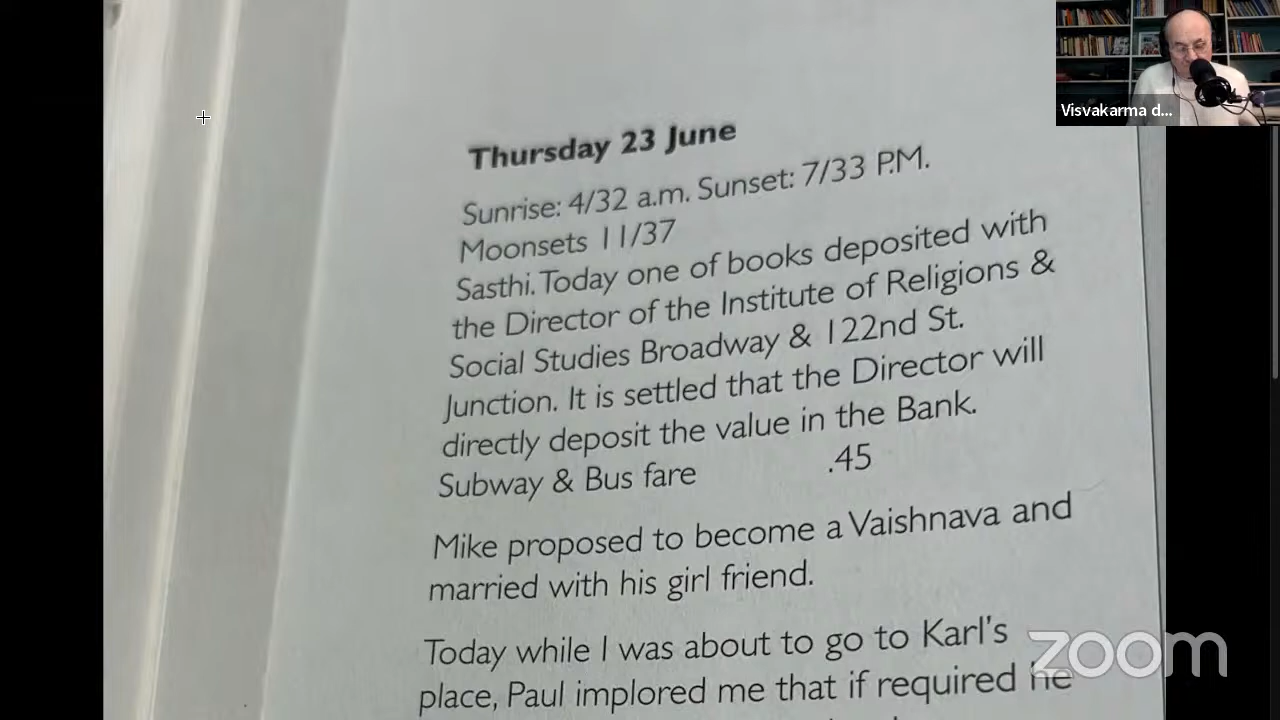 Thursday 23 June
Sunrise: 4/32 a.m. Sunset: 7/33 P.M.
Moonsets 11/37
Sasthi. Today one of books deposited with
the Director of the Institute of Religions &
Social Studies Broadway & 122nd St.
Junction. It is settled that the Director will
directly deposit the value in the Bank.
Subway & Bus fare .45
Mike proposed to become a Vaishnava and
married with his girl friend.
Today while I was about to go to Karl's
place, Paul implored me that if required he
Visvakarma d...
zoom